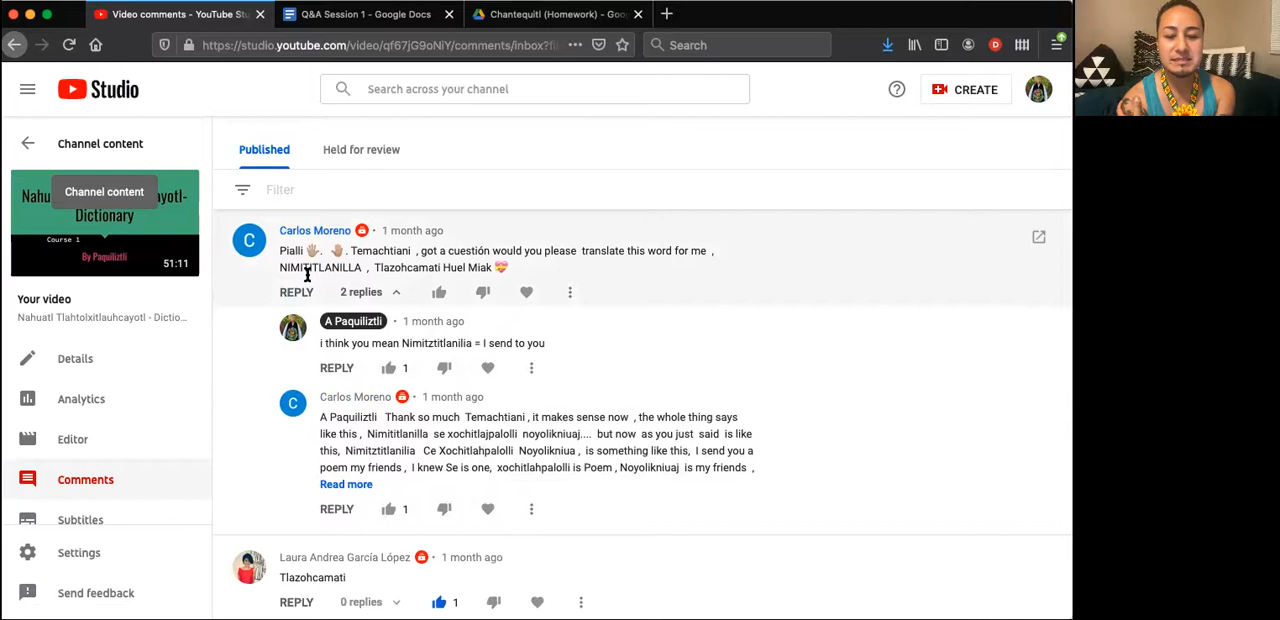 Video comments - YouTube Stu
Q&A Session 1 - Google Docs
Chantequitl (Homework) - Goo
https://studio.youtube.com/video/qf67jG9oNiY/comments/inbox?fi
Search
Studio
Search across your channel
CREATE
Channel content
Published
Held for review
Channel content
Nahu
cayotl-
Dictionary
Course 1
By Paquiliztli
51:11
Filter
Carlos Moreno • 1 month ago
Pialli 🖐🏼. 🤚🏼. Temachtiani , got a cuestión would you please translate this word for me ,
NIMITITLANILLA , Tlazohcamati Huel Miak 💝
REPLY 2 replies
Your video
Nahuatl Tlahtolxitlauhcayotl - Dictio...
A Paquiliztli • 1 month ago
i think you mean Nimitztitlanilia = I send to you
REPLY 1
Details
Analytics
Editor
Comments
Subtitles
Settings
Send feedback
Carlos Moreno • 1 month ago
A Paquiliztli Thank so much Temachtiani , it makes sense now , the whole thing says
like this , Nimititlanilla se xochitlajpalolli noyolikniuaj.... but now as you just said is like
this, Nimitztitlanilia Ce Xochitlahpalolli Noyolikniua , is something like this, I send you a
poem my friends , I knew Se is one, xochitlahpalolli is Poem , Noyolikniuaj is my friends ,
Read more
REPLY 1
Laura Andrea García López • 1 month ago
Tlazohcamati
REPLY 0 replies 1